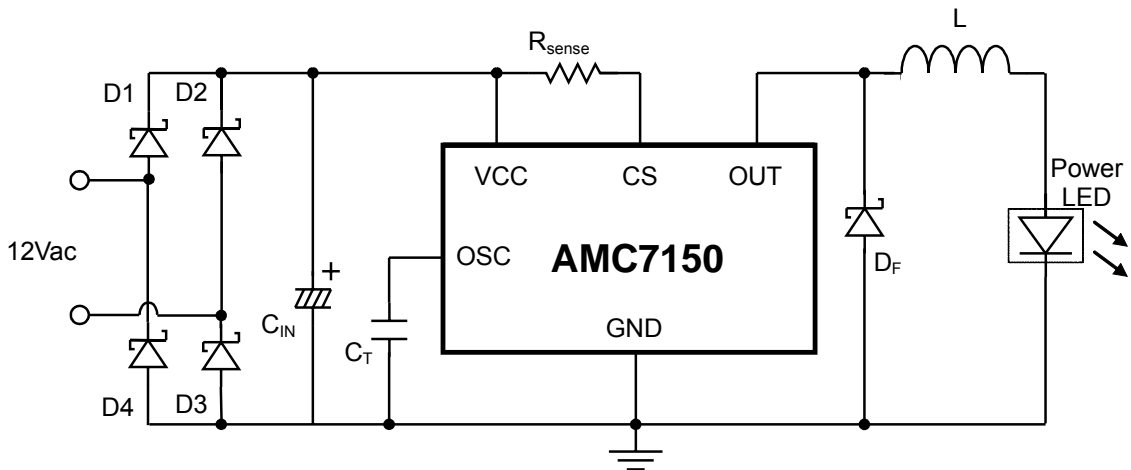 R_sense
L
D1
D2
VCC
CS
OUT
Power
LED
12Vac
OSC
AMC7150
D_F
+
C_IN
C_T
GND
D4
D3